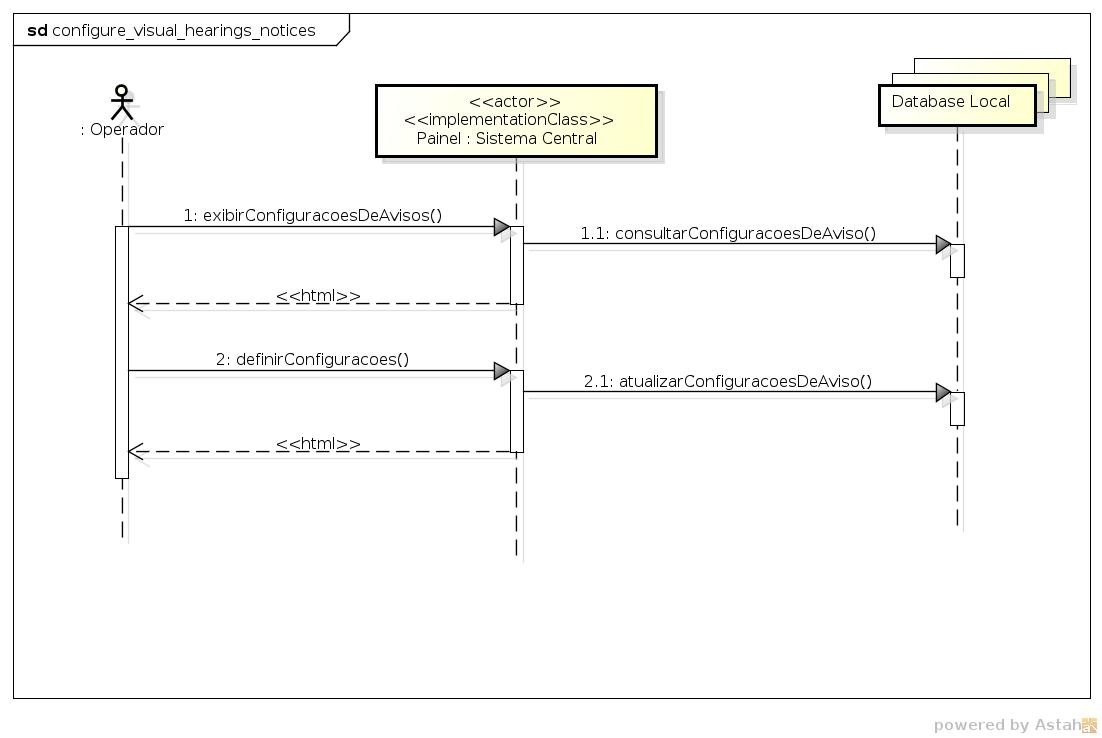 sd configure_visual_hearings_notices
: Operador
<<actor>>
<<implementationClass>>
Painel : Sistema Central
Database Local
1: exibirConfiguracoesDeAvisos()
1.1: consultarConfiguracoesDeAviso()
<<html>>
2: definirConfiguracoes()
2.1: atualizarConfiguracoesDeAviso()
<<html>>
powered by Astah